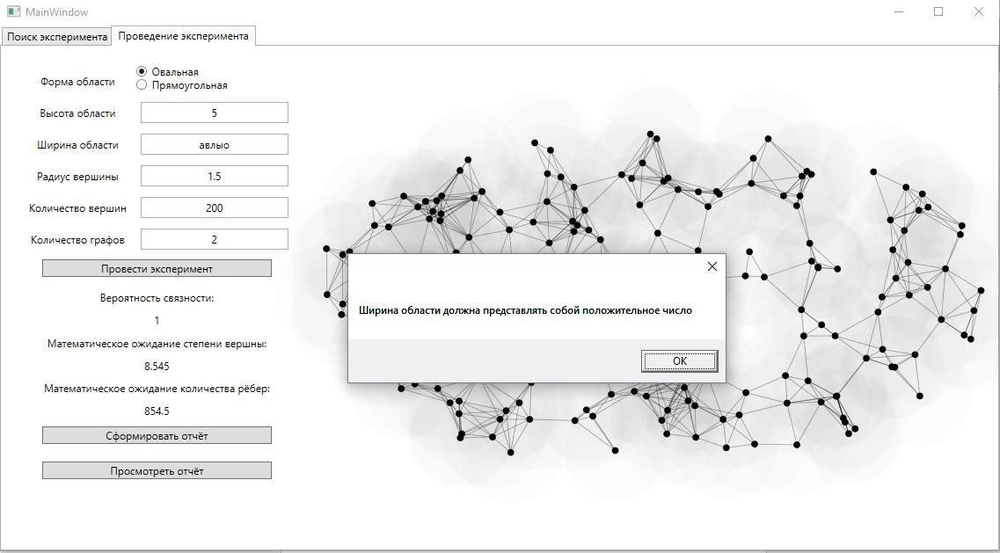 MainWindow
Поиск эксперимента
Проведение эксперимента
Форма области
Овальная
Прямоугольная
Высота области
5
Ширина области
авлыо
Радиус вершины
1.5
Количество вершин
200
Количество графов
2
Провести эксперимент
Вероятность связности:
1
Математическое ожидание степени вершны:
8.545
Математическое ожидание количества рёбер:
854.5
Сформировать отчёт
Просмотреть отчёт
Ширина области должна представлять собой положительное число
OK